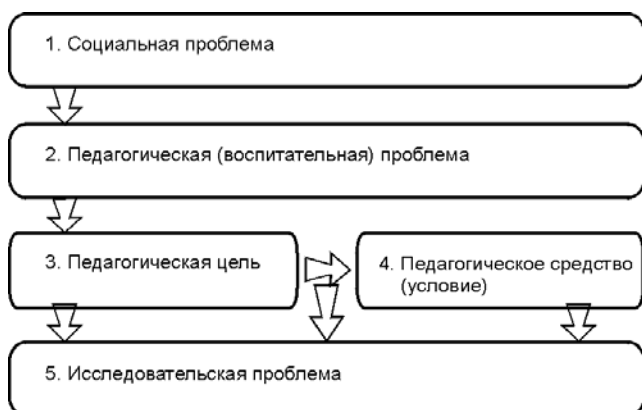 1. Социальная проблема
2. Педагогическая (воспитательная) проблема
3. Педагогическая цель
4. Педагогическое средство
(условие)
5. Исследовательская проблема